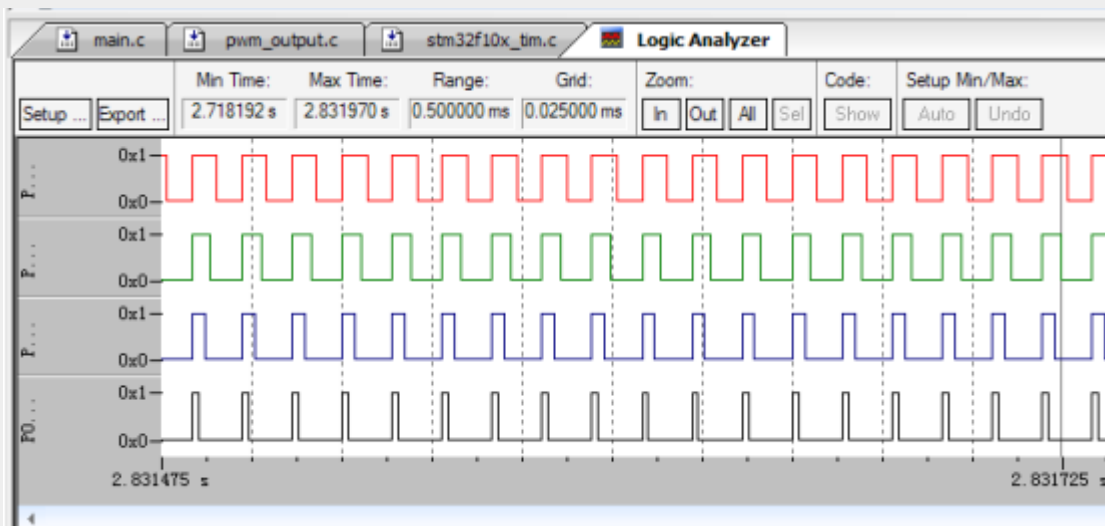 main.c pwm_output.c stm32f10x_tim.c Logic Analyzer
Min Time: Max Time: Range: Grid: Zoom: Code: Setup Min/Max:
Setup ... Export ... 2.718192 s 2.831970 s 0.500000 ms 0.025000 ms In Out All Sel Show Auto Undo
0x1
P...
0x0
0x1
P...
0x0
0x1
P...
0x0
0x1
P0...
0x0
2.831475 s 2.831725 s